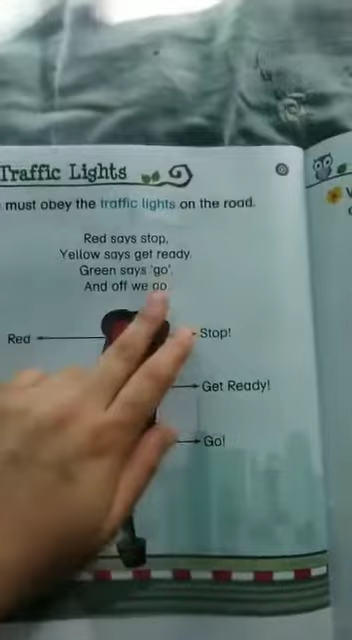 Traffic Lights
must obey the traffic lights on the road.
Red says stop,
Yellow says get ready.
Green says 'go'.
And off we go.
Red
Stop!
Get Ready!
Go!